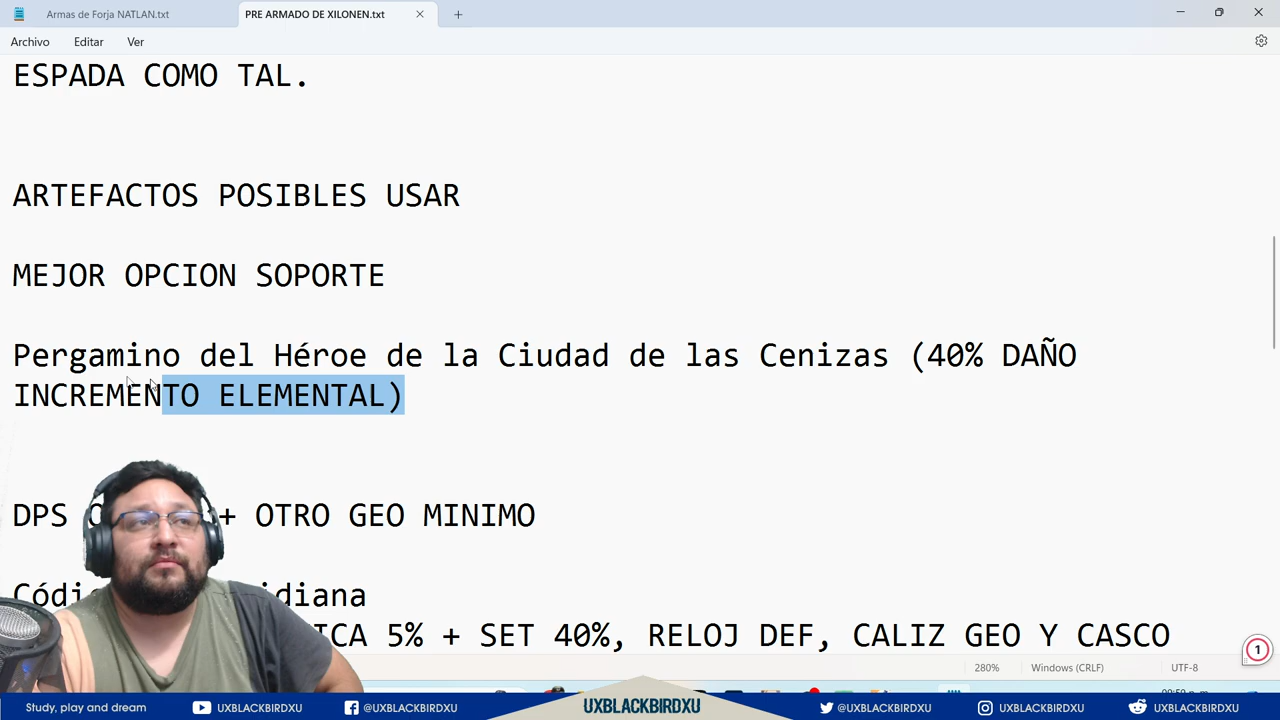 Armas de Forja NATLAN.txt
PRE ARMADO DE XILONEN.txt
Archivo Editar Ver
ESPADA COMO TAL.
ARTEFACTOS POSIBLES USAR
MEJOR OPCION SOPORTE
Pergamino del Héroe de la Ciudad de las Cenizas (40% DAÑO
INCREMENTO ELEMENTAL)
DPS + OTRO GEO MINIMO
5% + SET 40%, RELOJ DEF, CALIZ GEO Y CASCO
1
280% Windows (CRLF) UTF-8
Study, play and dream UXBLACKBIRDXU @UXBLACKBIRDXU UXBLACKBIRDXU @UXBLACKBIRDXU UXBLACKBIRDXU UXBLACKBIRDXU